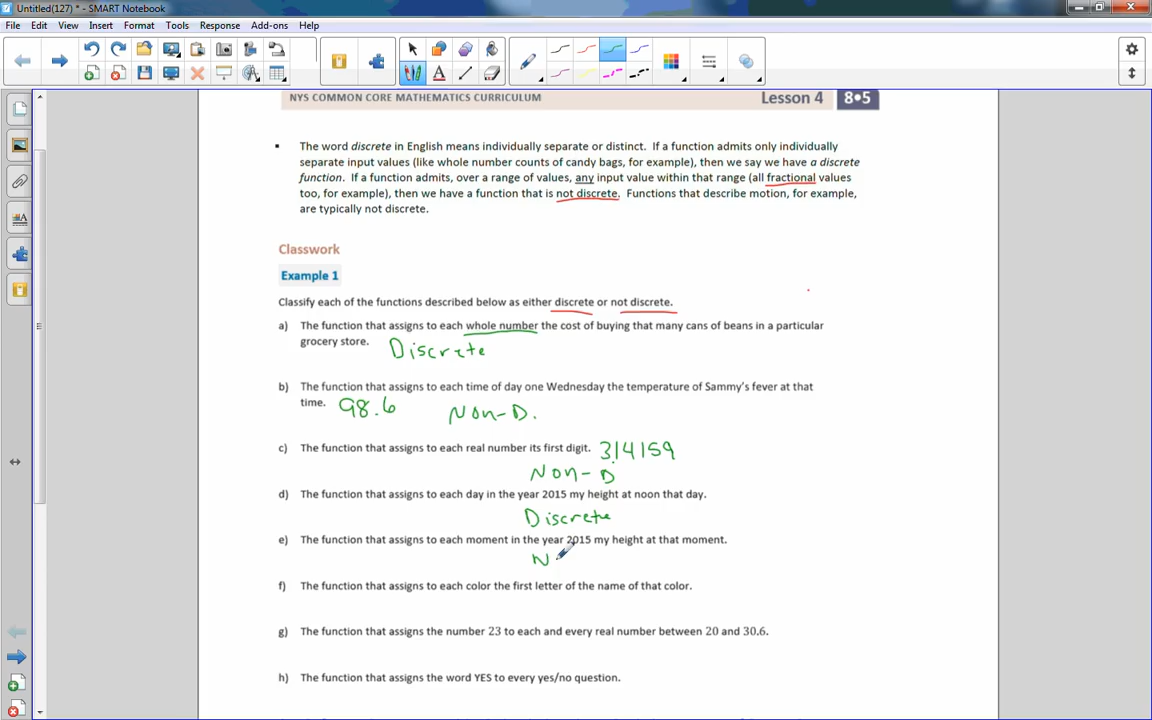 Untitled(127) * - SMART Notebook
File Edit View Insert Format Tools Response Add-ons Help
NYS COMMON CORE MATHEMATICS CURRICULUM Lesson 4 8•5
▪ The word discrete in English means individually separate or distinct. If a function admits only individually
separate input values (like whole number counts of candy bags, for example), then we say we have a discrete
function. If a function admits, over a range of values, any input value within that range (all fractional values
too, for example), then we have a function that is not discrete. Functions that describe motion, for example,
are typically not discrete.
Classwork
Example 1
Classify each of the functions described below as either discrete or not discrete.
a) The function that assigns to each whole number the cost of buying that many cans of beans in a particular
grocery store. Discrete
b) The function that assigns to each time of day one Wednesday the temperature of Sammy's fever at that
time. 98.6 Non-D.
c) The function that assigns to each real number its first digit. 3.14159
Non-D
d) The function that assigns to each day in the year 2015 my height at noon that day.
Discrete
e) The function that assigns to each moment in the year 2015 my height at that moment.
N
f) The function that assigns to each color the first letter of the name of that color.
g) The function that assigns the number 23 to each and every real number between 20 and 30.6.
h) The function that assigns the word YES to every yes/no question.